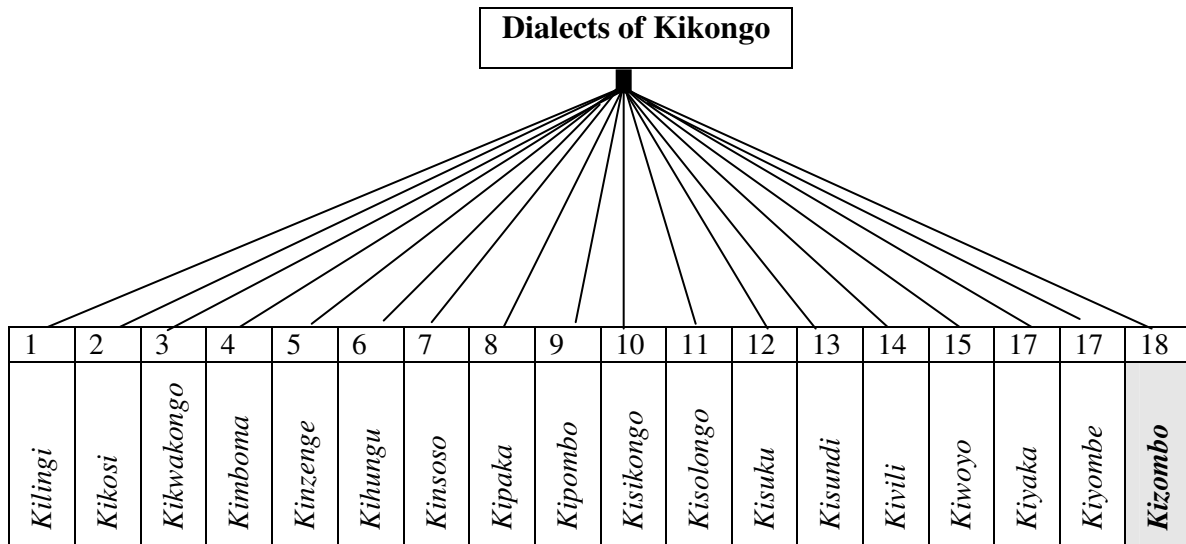 Dialects of Kikongo
1 2 3 4 5 6 7 8 9 10 11 12 13 14 15 17 17 18
Kilingi
Kikosi
Kikwakongo
Kimboma
Kinzenge
Kihungu
Kinsoso
Kipaka
Kipombo
Kisikongo
Kisolongo
Kisuku
Kisundi
Kivili
Kiwoyo
Kiyaka
Kiyombe
Kizombo